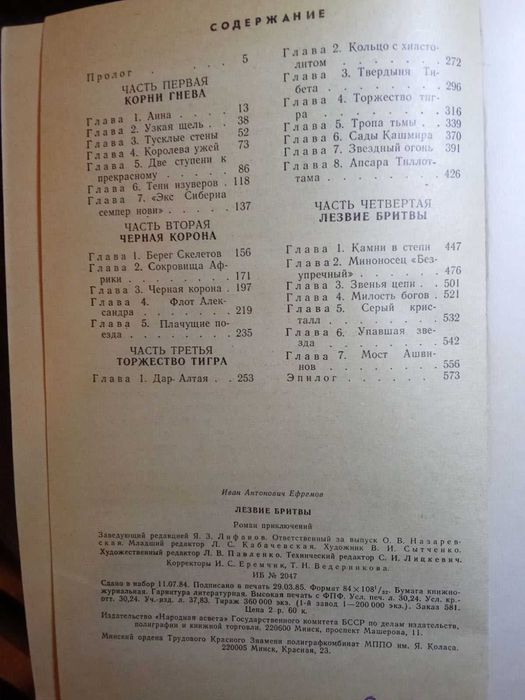 СОДЕРЖАНИЕ
Пролог . . . . . . 5
ЧАСТЬ ПЕРВАЯ
КОРНИ ГНЕВА
Глава 1. Анна . . . . 13
Глава 2. Узкая щель . . 38
Глава 3. Тусклые стены 52
Глава 4. Королева ужей 73
Глава 5. Две ступени к
прекрасному . . . . . 86
Глава 6. Тени изуверов . 118
Глава 7. «Экс Сибериа
семпер нови» . . . . . 137
ЧАСТЬ ВТОРАЯ
ЧЕРНАЯ КОРОНА
Глава 1. Берег Скелетов 156
Глава 2. Сокровища Аф-
рики . . . . . . . 171
Глава 3. Черная корона . 197
Глава 4. Флот Алек-
сандра . . . . . . 219
Глава 5. Плачущие по-
езда . . . . . . . 235
ЧАСТЬ ТРЕТЬЯ
ТОРЖЕСТВО ТИГРА
Глава 1. Дар Алтая . . 253
Глава 2. Кольцо с хиасто-
литом . . . . . . 272
Глава 3. Твердыня Ти-
бета . . . . . . . 296
Глава 4. Торжество тиг-
ра . . . . . . . 316
Глава 5. Тропа тьмы . . 339
Глава 6. Сады Кашмира 370
Глава 7. Звездный огонь 391
Глава 8. Апсара Тиллот-
тама . . . . . . . 426
ЧАСТЬ ЧЕТВЕРТАЯ
ЛЕЗВИЕ БРИТВЫ
Глава 1. Камни в степи 447
Глава 2. Миноносец «Без-
упречный» . . . . . 476
Глава 3. Звенья цепи . . 501
Глава 4. Милость богов . 521
Глава 5. Серый крис-
талл . . . . . . . 532
Глава 6. Упавшая звез-
да . . . . . . . 542
Глава 7. Мост Ашви-
нов . . . . . . . 556
Эпилог . . . . . . 573
Иван Антонович Ефремов
ЛЕЗВИЕ БРИТВЫ
Роман приключений
Заведующий редакцией Я. З. Лифанов. Ответственный за выпуск О. В. Назарев-
ская. Младший редактор Л. С. Кабачевская. Художник В. И. Сытченко.
Художественный редактор Л. В. Павленко. Технический редактор С. И. Лицкевич.
Корректоры И. С. Еремчик, Т. Н. Ведерникова.
ИБ № 2047
Сдано в набор 11.07.84. Подписано в печать 29.03.85. Формат 84×108¹/₃₂. Бумага книжно-
журнальная. Гарнитура литературная. Высокая печать с ФПФ. Усл. печ. л. 30,24. Усл. кр.-
отт. 30,24. Уч. изд. л. 37,83. Тираж 360 000 экз. (1-й завод 1—200 000 экз.). Заказ 581.
Цена 2 р. 60 к.
Издательство «Народная асвета» Государственного комитета БССР по делам издательств,
полиграфии и книжной торговли. 220600 Минск, проспект Машерова, 11.
Минский ордена Трудового Красного Знамени полиграфкомбинат МППО им. Я. Коласа.
220005 Минск, Красная, 23.